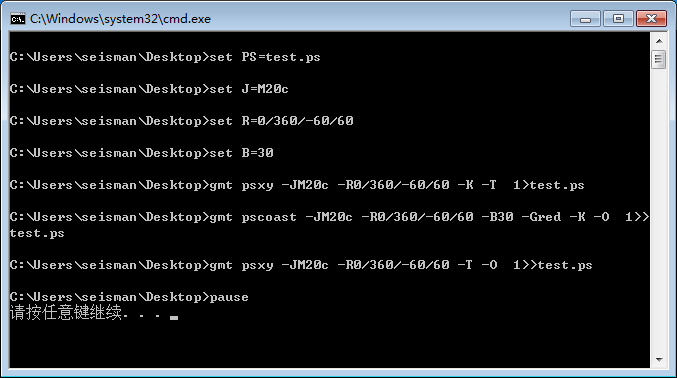 C:\Windows\system32\cmd.exe
C:\Users\seisman\Desktop>set PS=test.ps
C:\Users\seisman\Desktop>set J=M20c
C:\Users\seisman\Desktop>set R=0/360/-60/60
C:\Users\seisman\Desktop>set B=30
C:\Users\seisman\Desktop>gmt psxy -JM20c -R0/360/-60/60 -K -T  1>test.ps
C:\Users\seisman\Desktop>gmt pscoast -JM20c -R0/360/-60/60 -B30 -Gred -K -O  1>>
test.ps
C:\Users\seisman\Desktop>gmt psxy -JM20c -R0/360/-60/60 -T -O  1>>test.ps
C:\Users\seisman\Desktop>pause
请按任意键继续. . .